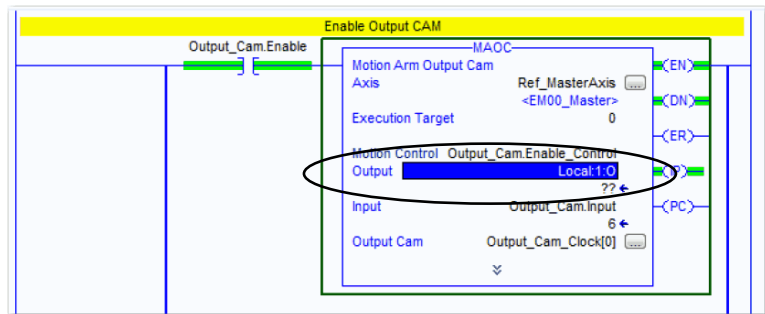 Enable Output CAM
Output_Cam.Enable
MAOC
Motion Arm Output Cam
Axis Ref_MasterAxis ...
<EM00_Master>
Execution Target 0
Motion Control Output_Cam.Enable_Control
Output Local:1:O
??
Input Output_Cam.Input
6
Output Cam Output_Cam_Clock[0] ...
EN
DN
ER
IP
PC